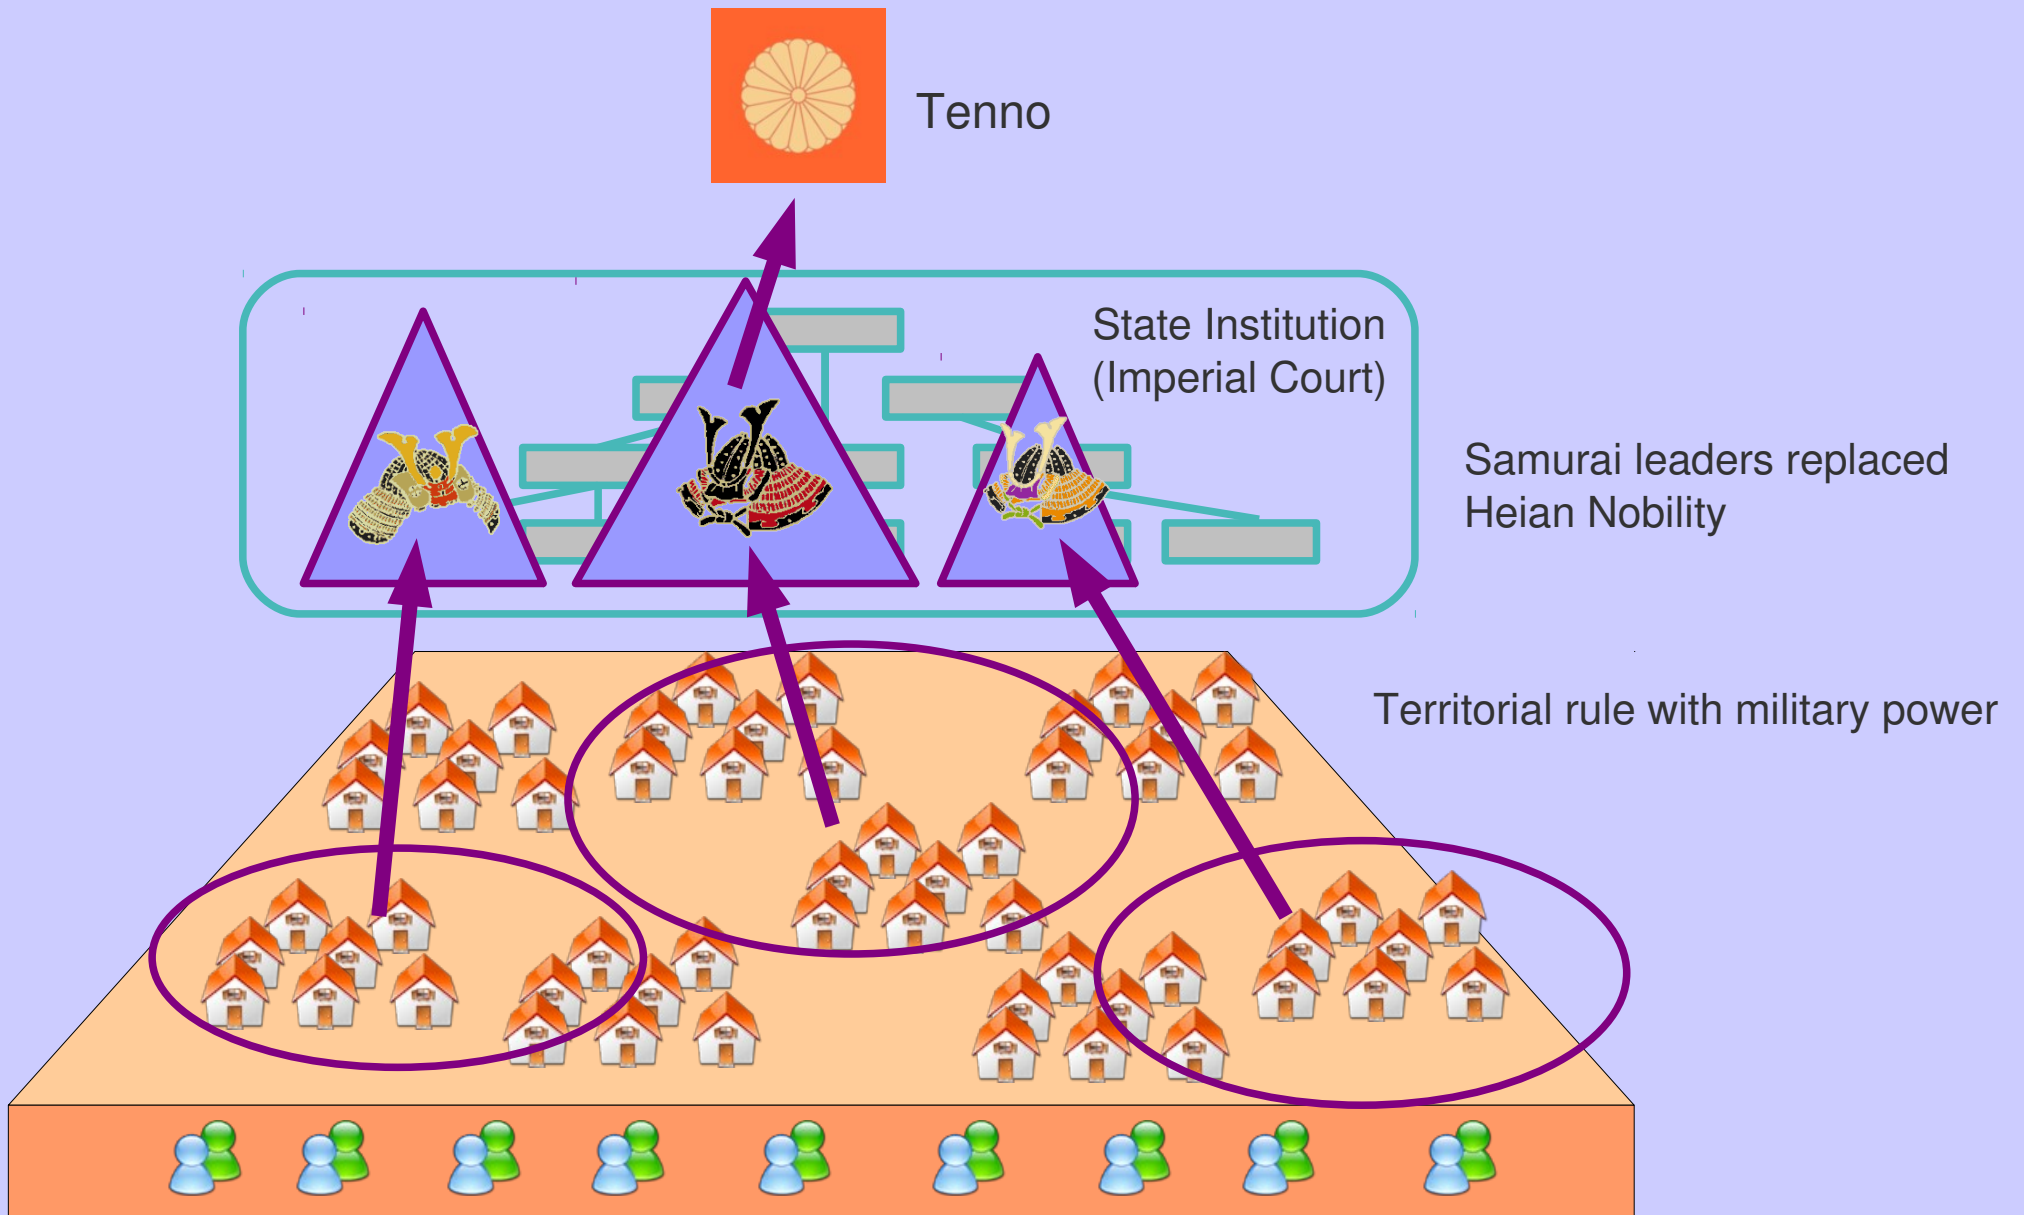 Tenno
State Institution
(Imperial Court)
Samurai leaders replaced
Heian Nobility
Territorial rule with military power